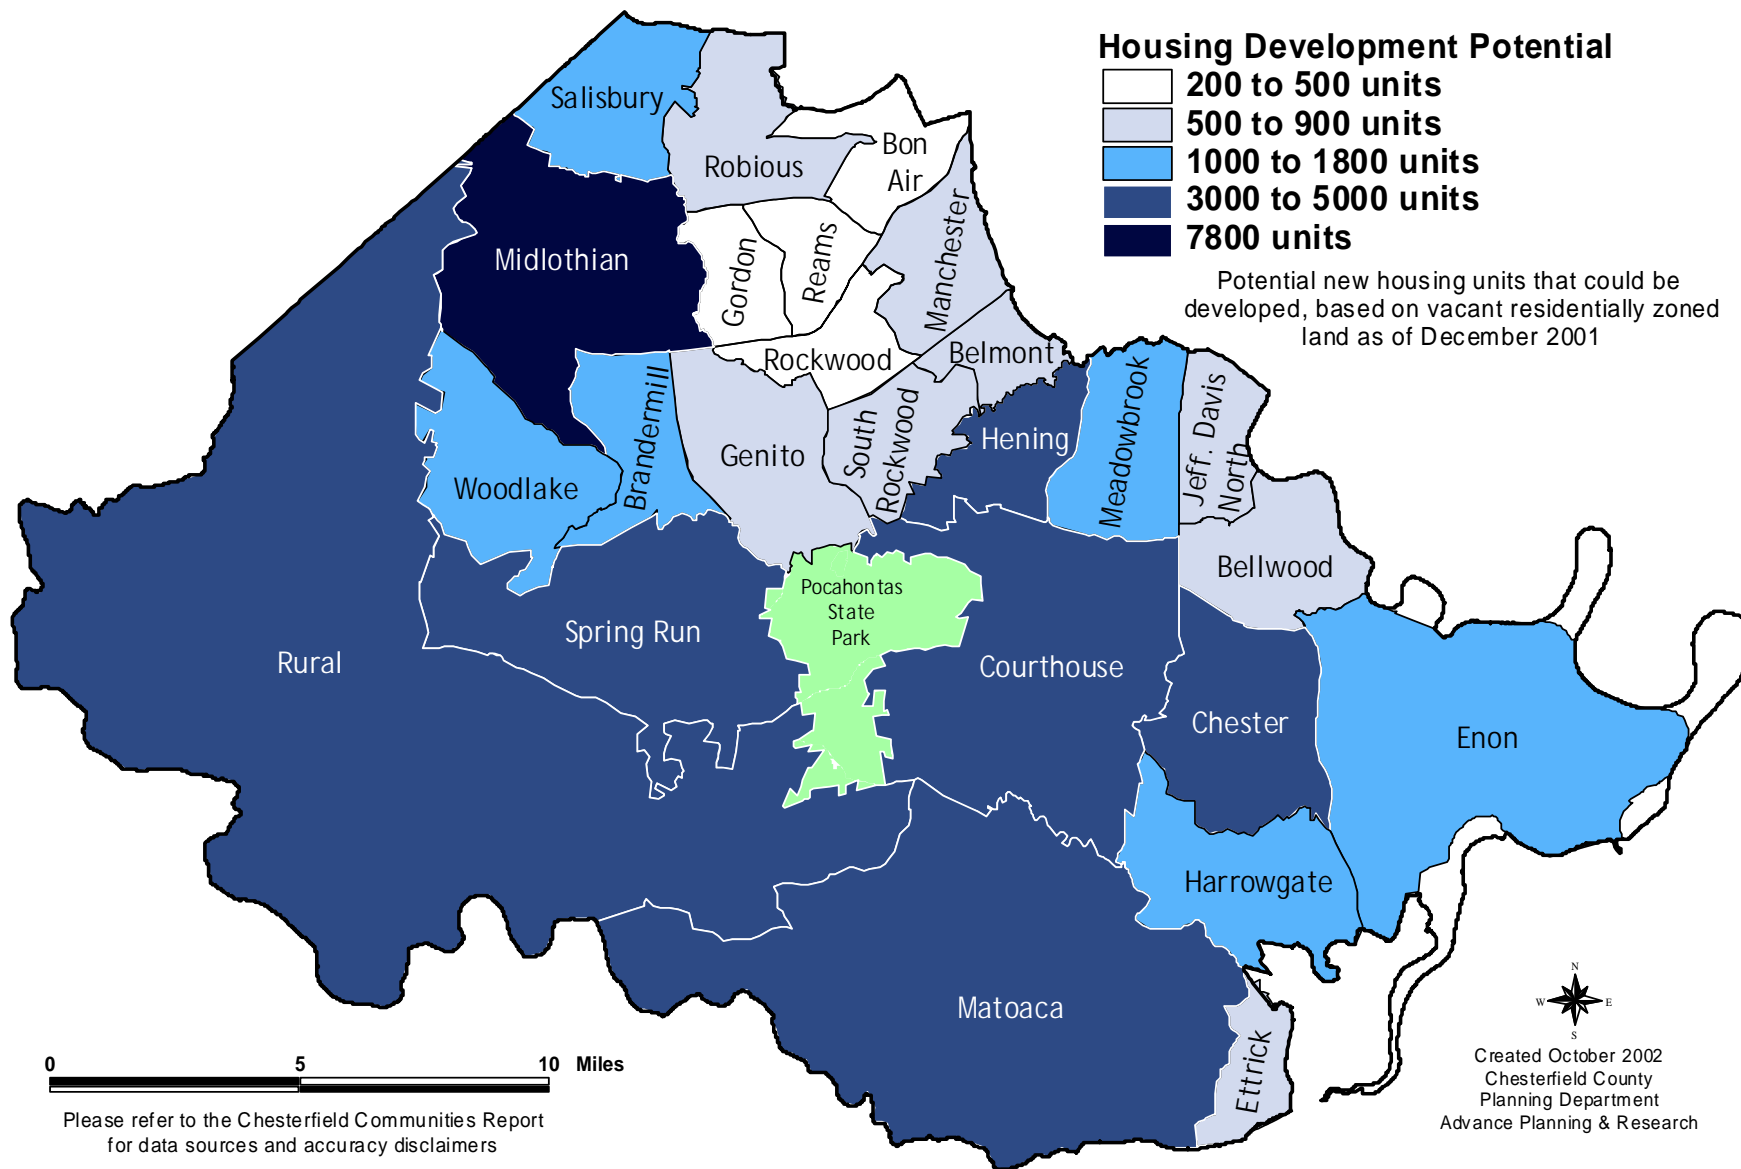 Housing Development Potential
200 to 500 units
500 to 900 units
1000 to 1800 units
3000 to 5000 units
7800 units
Potential new housing units that could be
developed, based on vacant residentially zoned
land as of December 2001
Salisbury
Robious
Bon
Air
Midlothian
Gordon
Reams
Manchester
Rockwood
Belmont
Woodlake
Brandermill
Genito
South
Rockwood
Hening
Meadowbrook
Jeff. Davis
North
Bellwood
Pocahontas
State
Park
Rural
Spring Run
Courthouse
Chester
Enon
Harrowgate
Matoaca
Ettrick
0 5 10 Miles
Please refer to the Chesterfield Communities Report
for data sources and accuracy disclaimers
N
W E
S
Created October 2002
Chesterfield County
Planning Department
Advance Planning & Research